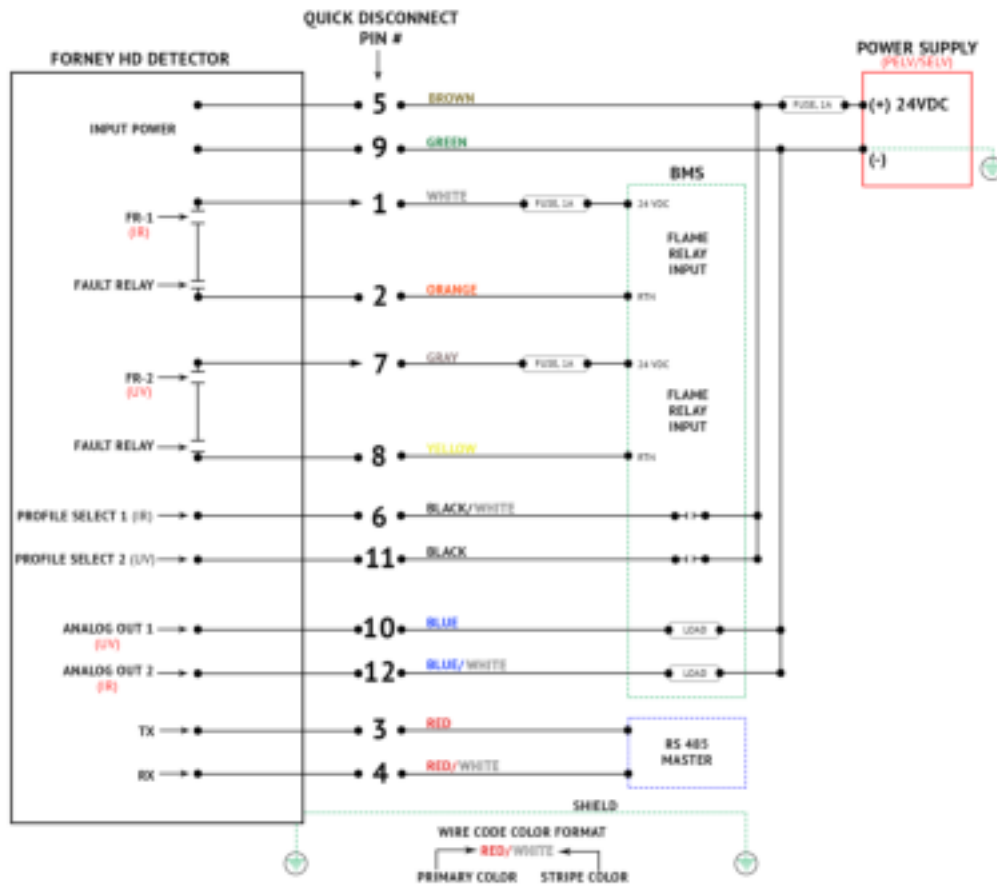 QUICK DISCONNECT
PIN #
FORNEY HD DETECTOR
POWER SUPPLY
(PELV/SELV)
INPUT POWER
5 BROWN FUSE, 1A (+) 24VDC
9 GREEN (-)
BMS
FR-1
(IR)
1 WHITE FUSE, 1A 24 VDC
FLAME
RELAY
INPUT
FAULT RELAY
2 ORANGE RTN
FR-2
(UV)
7 GRAY FUSE, 1A 24 VDC
FLAME
RELAY
INPUT
FAULT RELAY
8 YELLOW RTN
PROFILE SELECT 1 (IR) 6 BLACK/WHITE
PROFILE SELECT 2 (UV) 11 BLACK
ANALOG OUT 1 10 BLUE LOAD
(UV)
ANALOG OUT 2 12 BLUE/WHITE LOAD
(IR)
TX 3 RED
RS 485
MASTER
RX 4 RED/WHITE
SHIELD
WIRE CODE COLOR FORMAT
RED/WHITE
PRIMARY COLOR STRIPE COLOR